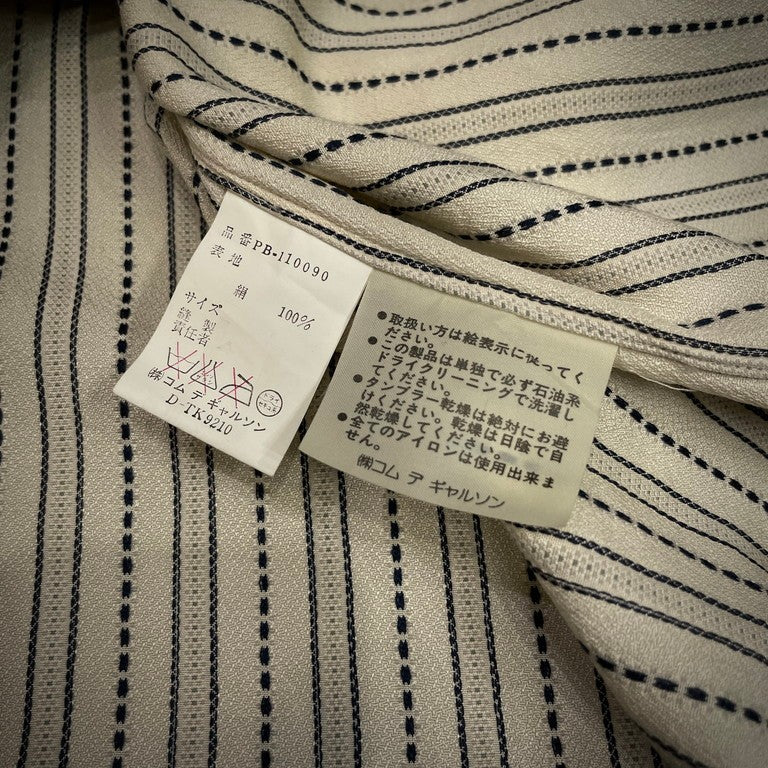 品番PB-110090
表地
絹 100%
サイズ
縫製
責任者
㈱コム デ ギャルソン
D-TK9210
●取扱い方は絵表示に従ってく
ださい。
●この製品は単独で必ず石油系
ドライクリーニングで洗濯し
てください。
●タンブラー乾燥は絶対にお避
けください。乾燥は日陰で自
然乾燥してください。
●全てのアイロンは使用出来ま
せん。
㈱コム デ ギャルソン